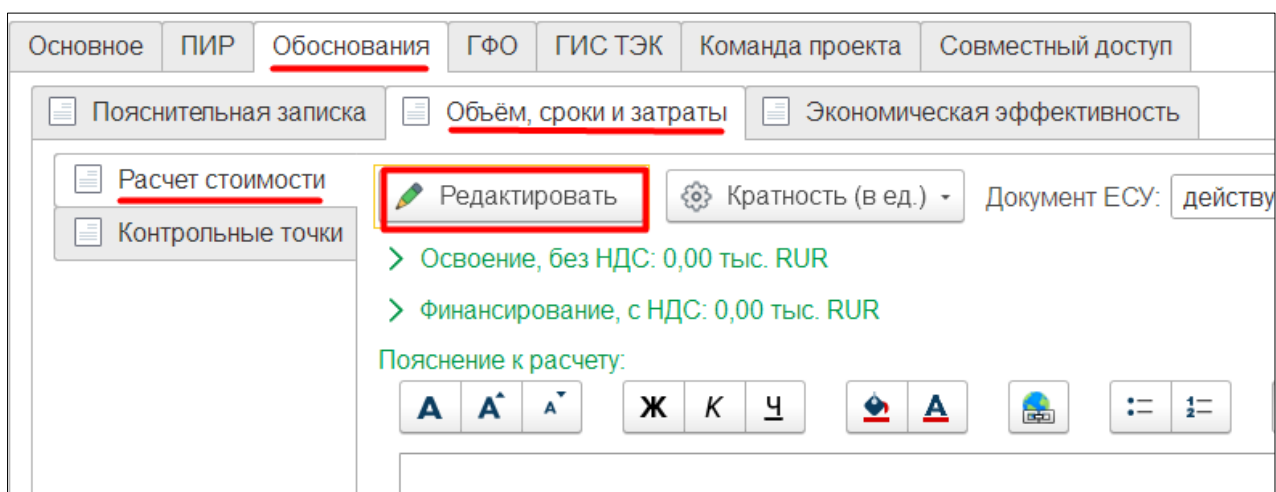 Основное ПИР Обоснования ГФО ГИС ТЭК Команда проекта Совместный доступ
Пояснительная записка Объём, сроки и затраты Экономическая эффективность
Расчет стоимости Редактировать Кратность (в ед.) Документ ЕСУ: действу
Контрольные точки
Освоение, без НДС: 0,00 тыс. RUR
Финансирование, с НДС: 0,00 тыс. RUR
Пояснение к расчету:
А А А Ж К Ч А